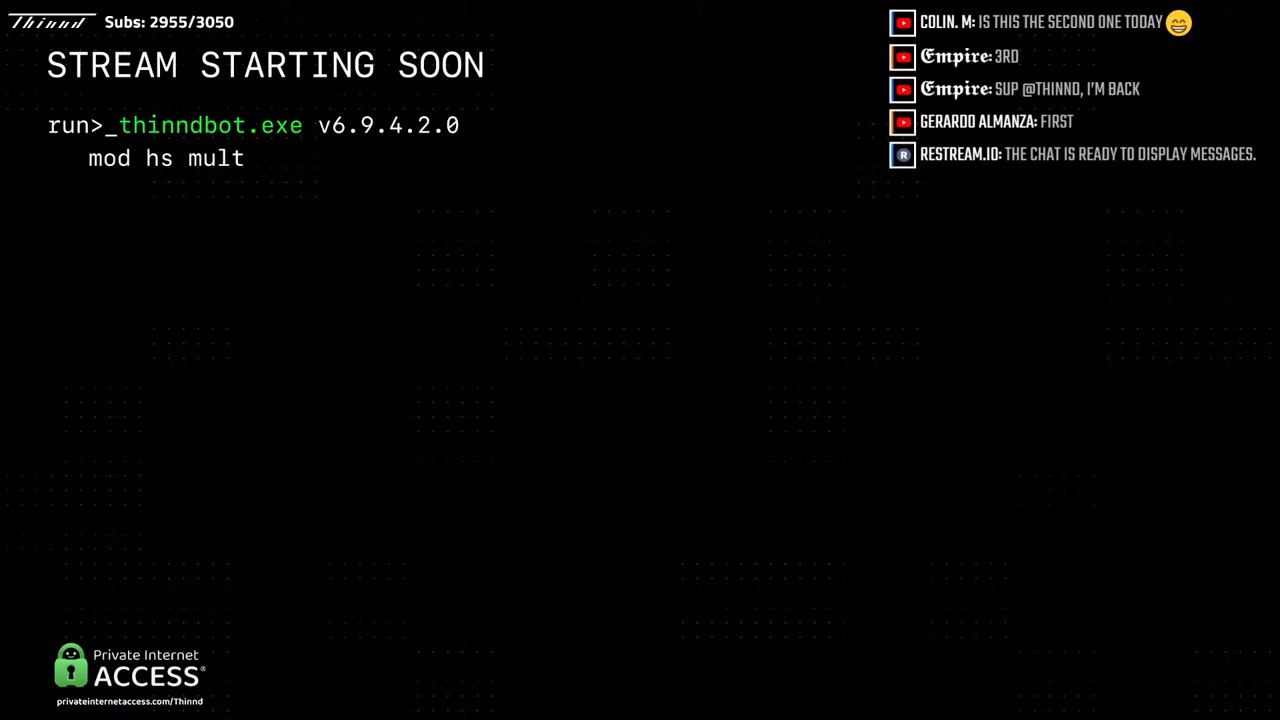 Thinnd Subs: 2955/3050
STREAM STARTING SOON
run>_thinndbot.exe v6.9.4.2.0
mod hs mult
COLIN. M: IS THIS THE SECOND ONE TODAY 😄
Empire: 3RD
Empire: SUP @THINND, I'M BACK
GERARDO ALMANZA: FIRST
R RESTREAM.IO: THE CHAT IS READY TO DISPLAY MESSAGES.
Private Internet
ACCESS®
privateinternetaccess.com/Thinnd